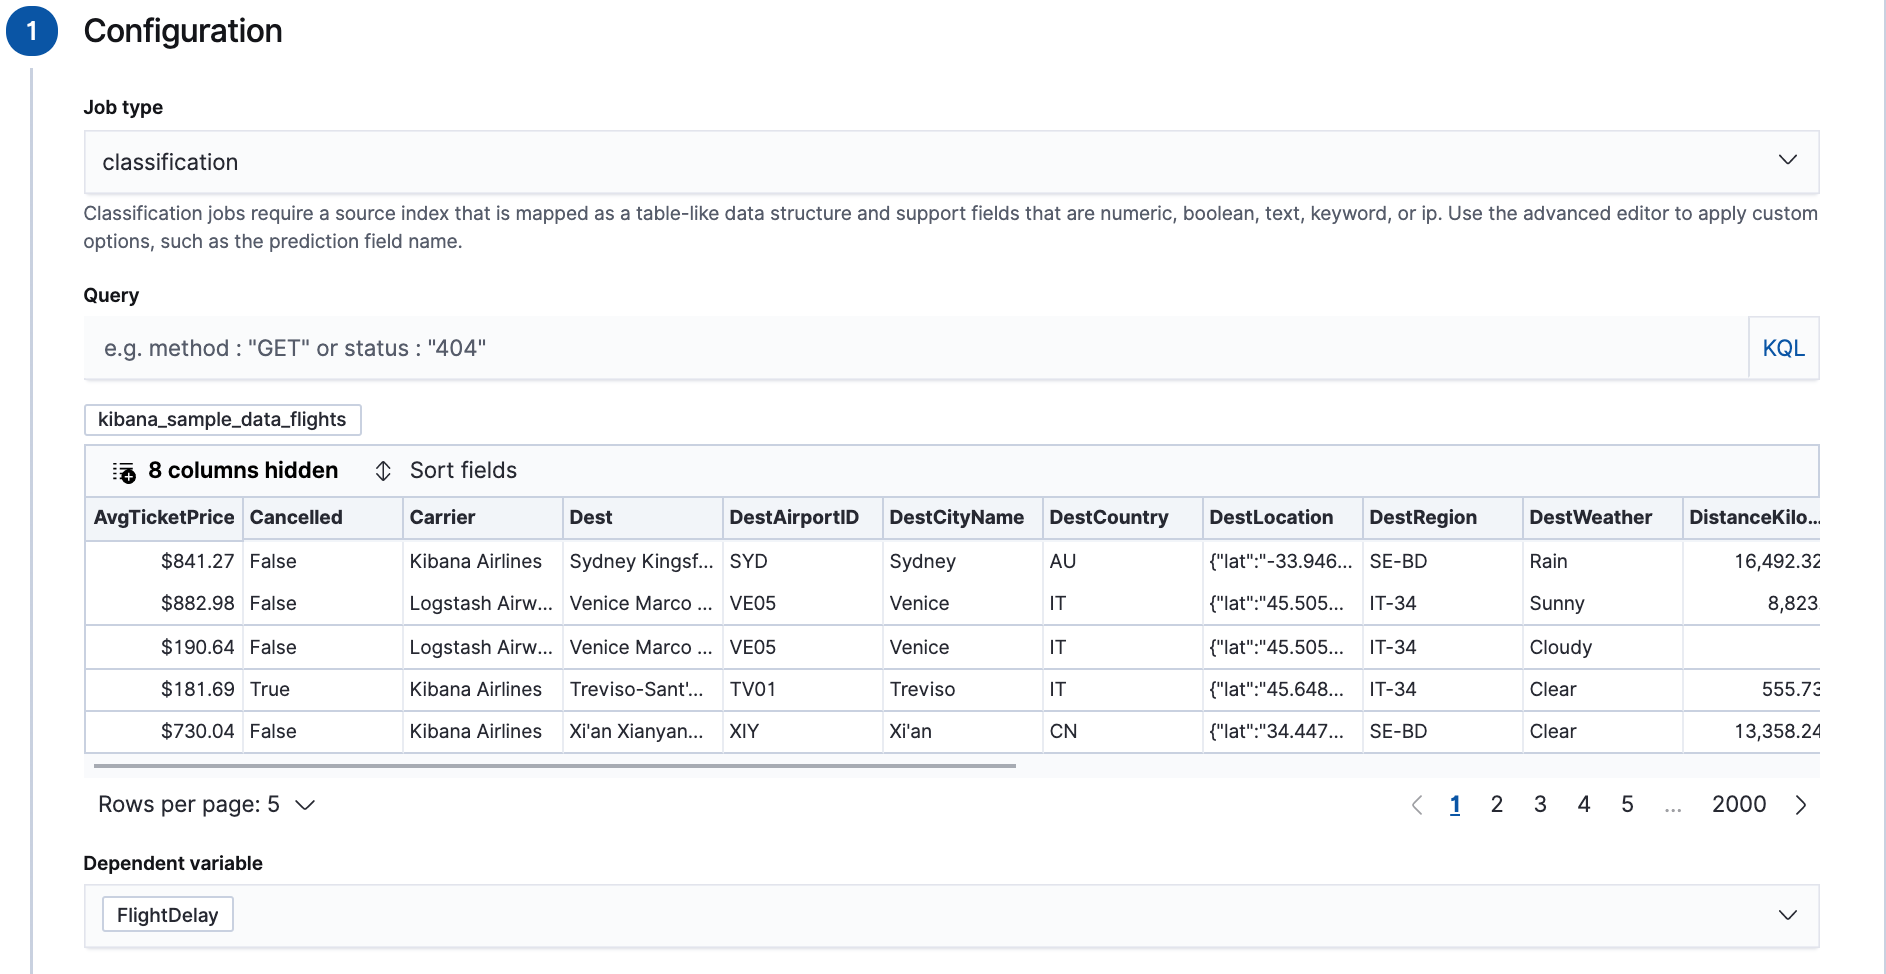 1 Configuration
Job type
classification
Classification jobs require a source index that is mapped as a table-like data structure and support fields that are numeric, boolean, text, keyword, or ip. Use the advanced editor to apply custom
options, such as the prediction field name.
Query
e.g. method : "GET" or status : "404" KQL
kibana_sample_data_flights
8 columns hidden Sort fields
AvgTicketPrice Cancelled Carrier Dest DestAirportID DestCityName DestCountry DestLocation DestRegion DestWeather DistanceKilo...
$841.27 False Kibana Airlines Sydney Kingsf... SYD Sydney AU {"lat":"-33.946... SE-BD Rain 16,492.32
$882.98 False Logstash Airw... Venice Marco ... VE05 Venice IT {"lat":"45.505... IT-34 Sunny 8,823.
$190.64 False Logstash Airw... Venice Marco ... VE05 Venice IT {"lat":"45.505... IT-34 Cloudy
$181.69 True Kibana Airlines Treviso-Sant'... TV01 Treviso IT {"lat":"45.648... IT-34 Clear 555.73
$730.04 False Kibana Airlines Xi'an Xianyan... XIY Xi'an CN {"lat":"34.447... SE-BD Clear 13,358.24
Rows per page: 5 1 2 3 4 5 ... 2000
Dependent variable
FlightDelay